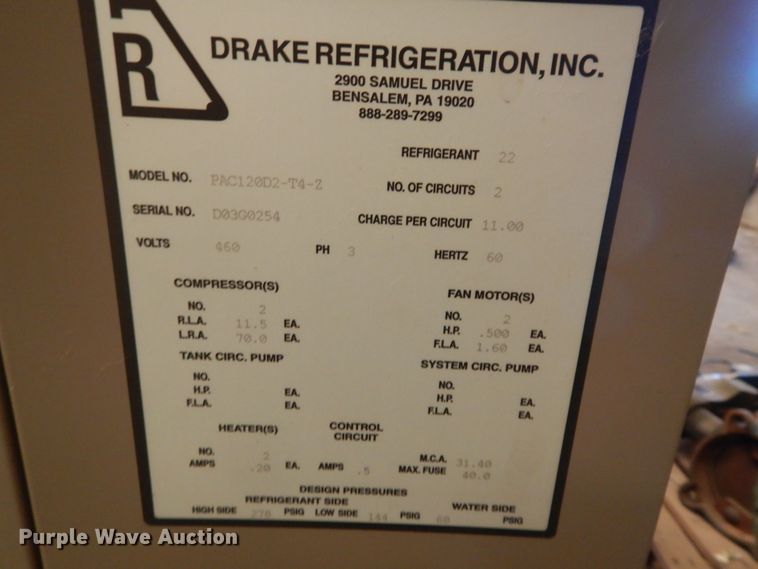 R
DRAKE REFRIGERATION, INC.
2900 SAMUEL DRIVE
BENSALEM, PA 19020
888-289-7299
REFRIGERANT 22
MODEL NO. PAC120D2-T4-Z NO. OF CIRCUITS 2
SERIAL NO. D03G0254 CHARGE PER CIRCUIT 11.00
VOLTS 460 PH 3 HERTZ 60
COMPRESSOR(S) FAN MOTOR(S)
NO. 2 NO. 2
R.L.A. 11.5 EA. H.P. .500 EA.
L.R.A. 70.0 EA. F.L.A. 1.60 EA.
TANK CIRC. PUMP SYSTEM CIRC. PUMP
NO. NO.
H.P. EA. H.P. EA.
F.L.A. EA. F.L.A. EA.
HEATER(S) CONTROL CIRCUIT
NO. 2 M.C.A. 31.40
AMPS .20 EA. AMPS .5 MAX. FUSE 40.0
DESIGN PRESSURES
REFRIGERANT SIDE WATER SIDE
HIGH SIDE 278 PSIG LOW SIDE 144 PSIG 60 PSIG
Purple Wave Auction